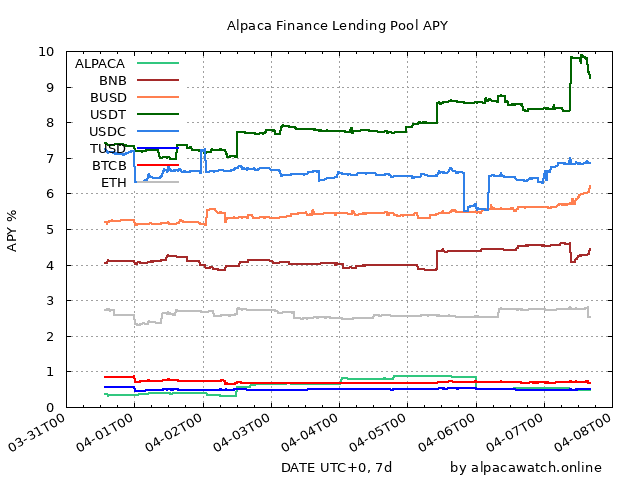 Alpaca Finance Lending Pool APY
10
9
8
7
6
5
4
3
2
1
0
APY %
ALPACA
BNB
BUSD
USDT
USDC
TUSD
BTCB
ETH
03-31T00
04-01T00
04-02T00
04-03T00
04-04T00
04-05T00
04-06T00
04-07T00
04-08T00
DATE UTC+0, 7d
by alpacawatch.online